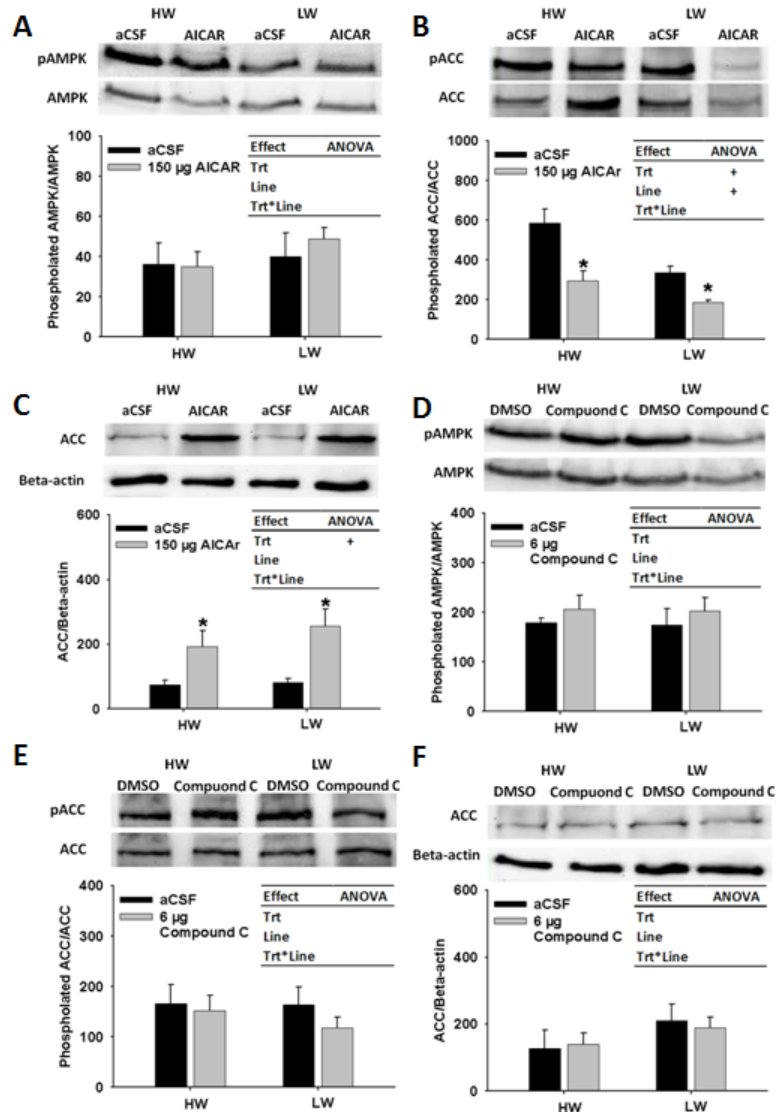 A
HW LW
aCSF AICAR aCSF AICAR
pAMPK
AMPK
Phospholated AMPK/AMPK
100
80
60
40
20
0
aCSF
150 µg AICAR
Effect ANOVA
Trt
Line
Trt*Line
HW LW
B
HW LW
aCSF AICAR aCSF AICAR
pACC
ACC
Phospholated ACC/ACC
1000
800
600
400
200
0
aCSF
150 µg AICAr
Effect ANOVA
Trt +
Line +
Trt*Line
* *
HW LW
C
HW LW
aCSF AICAR aCSF AICAR
ACC
Beta-actin
ACC/Beta-actin
600
400
200
0
aCSF
150 µg AICAr
Effect ANOVA
Trt +
Line
Trt*Line
* *
HW LW
D
HW LW
DMSO Compuond C DMSO Compound C
pAMPK
AMPK
Phospholated AMPK/AMPK
400
300
200
100
0
aCSF
6 µg
Compound C
Effect ANOVA
Trt
Line
Trt*Line
HW LW
E
HW LW
DMSO Compuond C DMSO Compound C
pACC
ACC
Phospholated ACC/ACC
400
300
200
100
0
aCSF
6 µg
Compound C
Effect ANOVA
Trt
Line
Trt*Line
HW LW
F
HW LW
DMSO Compuond C DMSO Compound C
ACC
Beta-actin
ACC/Beta-actin
600
400
200
0
aCSF
6 µg
Compound C
Effect ANOVA
Trt
Line
Trt*Line
HW LW